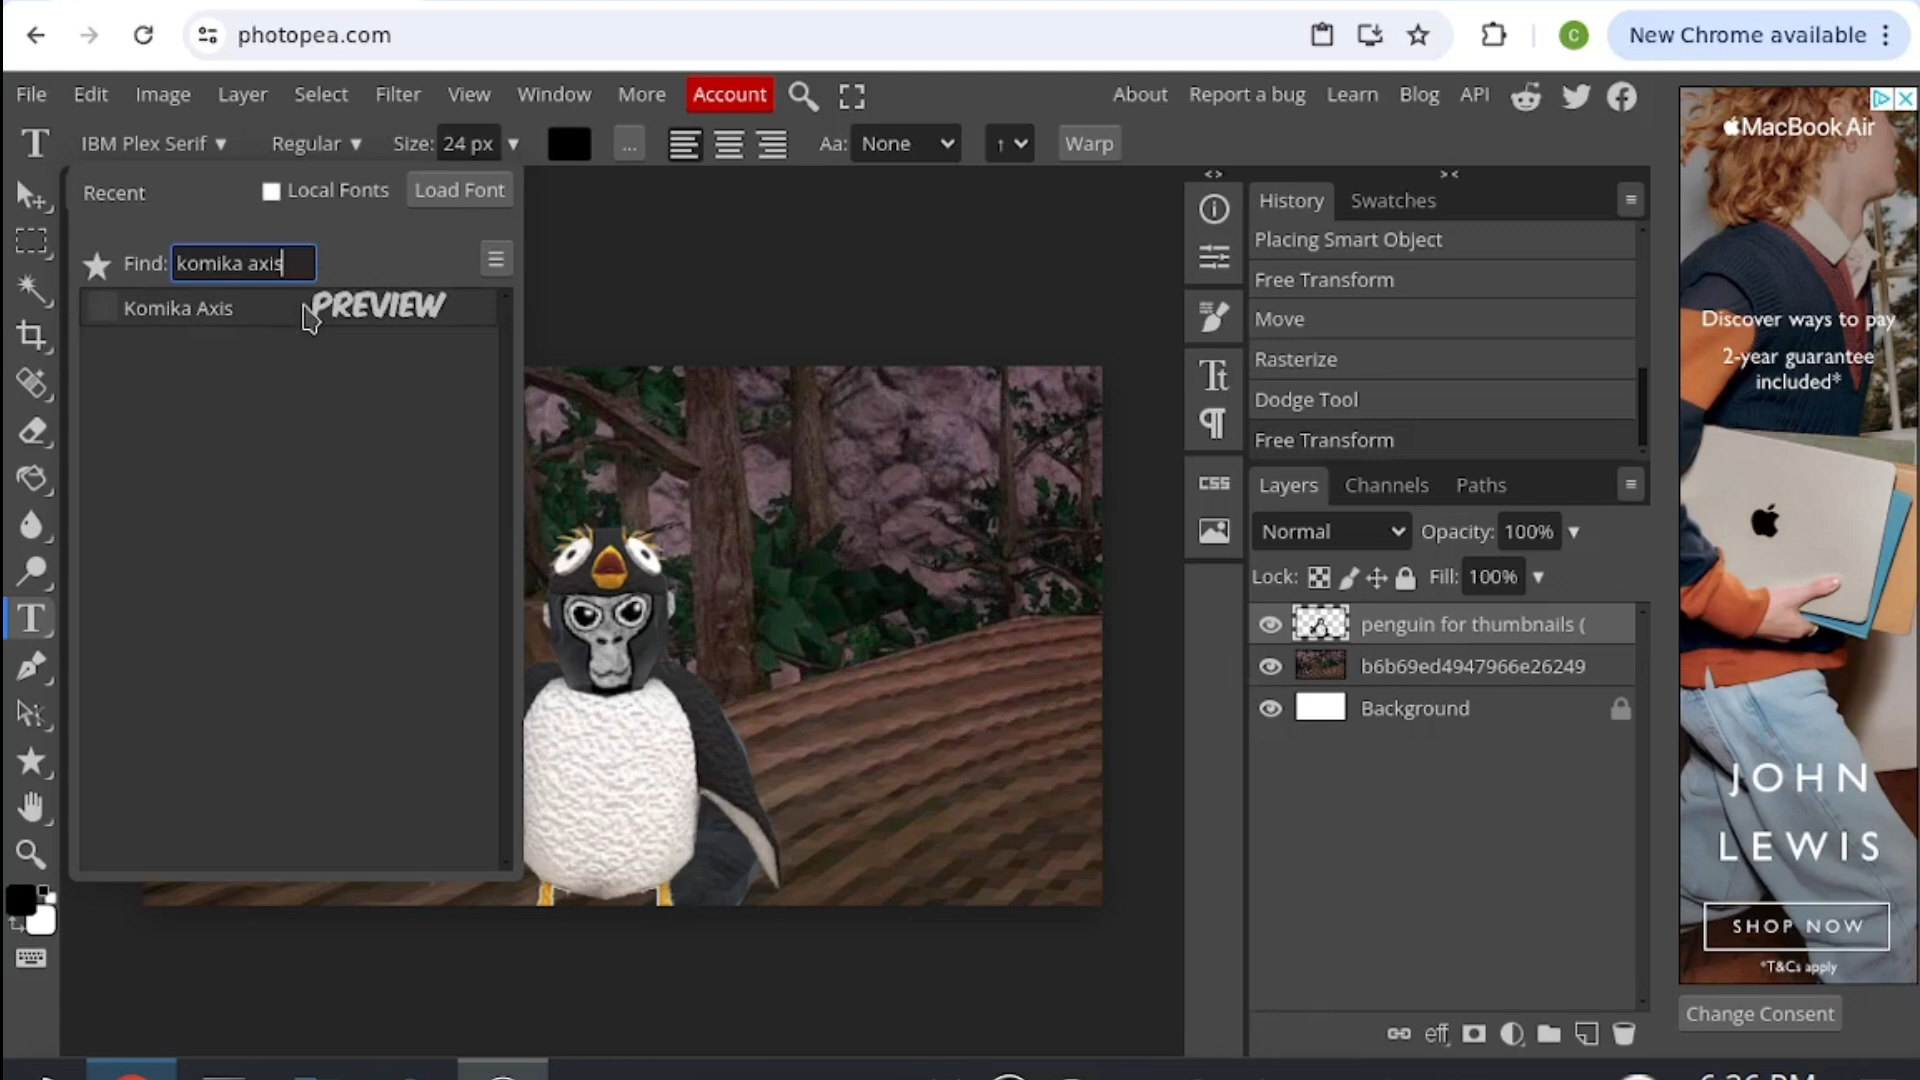 photopea.com
New Chrome available
C
File Edit Image Layer Select Filter View Window More Account
About Report a bug Learn Blog API
T IBM Plex Serif Regular Size: 24 px ... Aa: None Warp
Recent Local Fonts Load Font
Find: komika axis
Komika Axis PREVIEW
History Swatches
Placing Smart Object
Free Transform
Move
Rasterize
Dodge Tool
Free Transform
CSS
Layers Channels Paths
Normal Opacity: 100%
Lock: Fill: 100%
penguin for thumbnails (
b6b69ed4947966e26249
Background
eff
MacBook Air
Discover ways to pay
2-year guarantee
included*
JOHN
LEWIS
SHOP NOW
*T&Cs apply
Change Consent